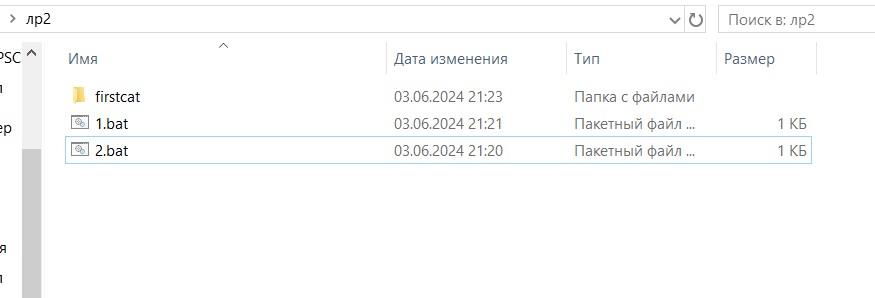 лр2
Поиск в: лр2
Имя Дата изменения Тип Размер
firstcat 03.06.2024 21:23 Папка с файлами
1.bat 03.06.2024 21:21 Пакетный файл ... 1 КБ
2.bat 03.06.2024 21:20 Пакетный файл ... 1 КБ
PSC
ер
я